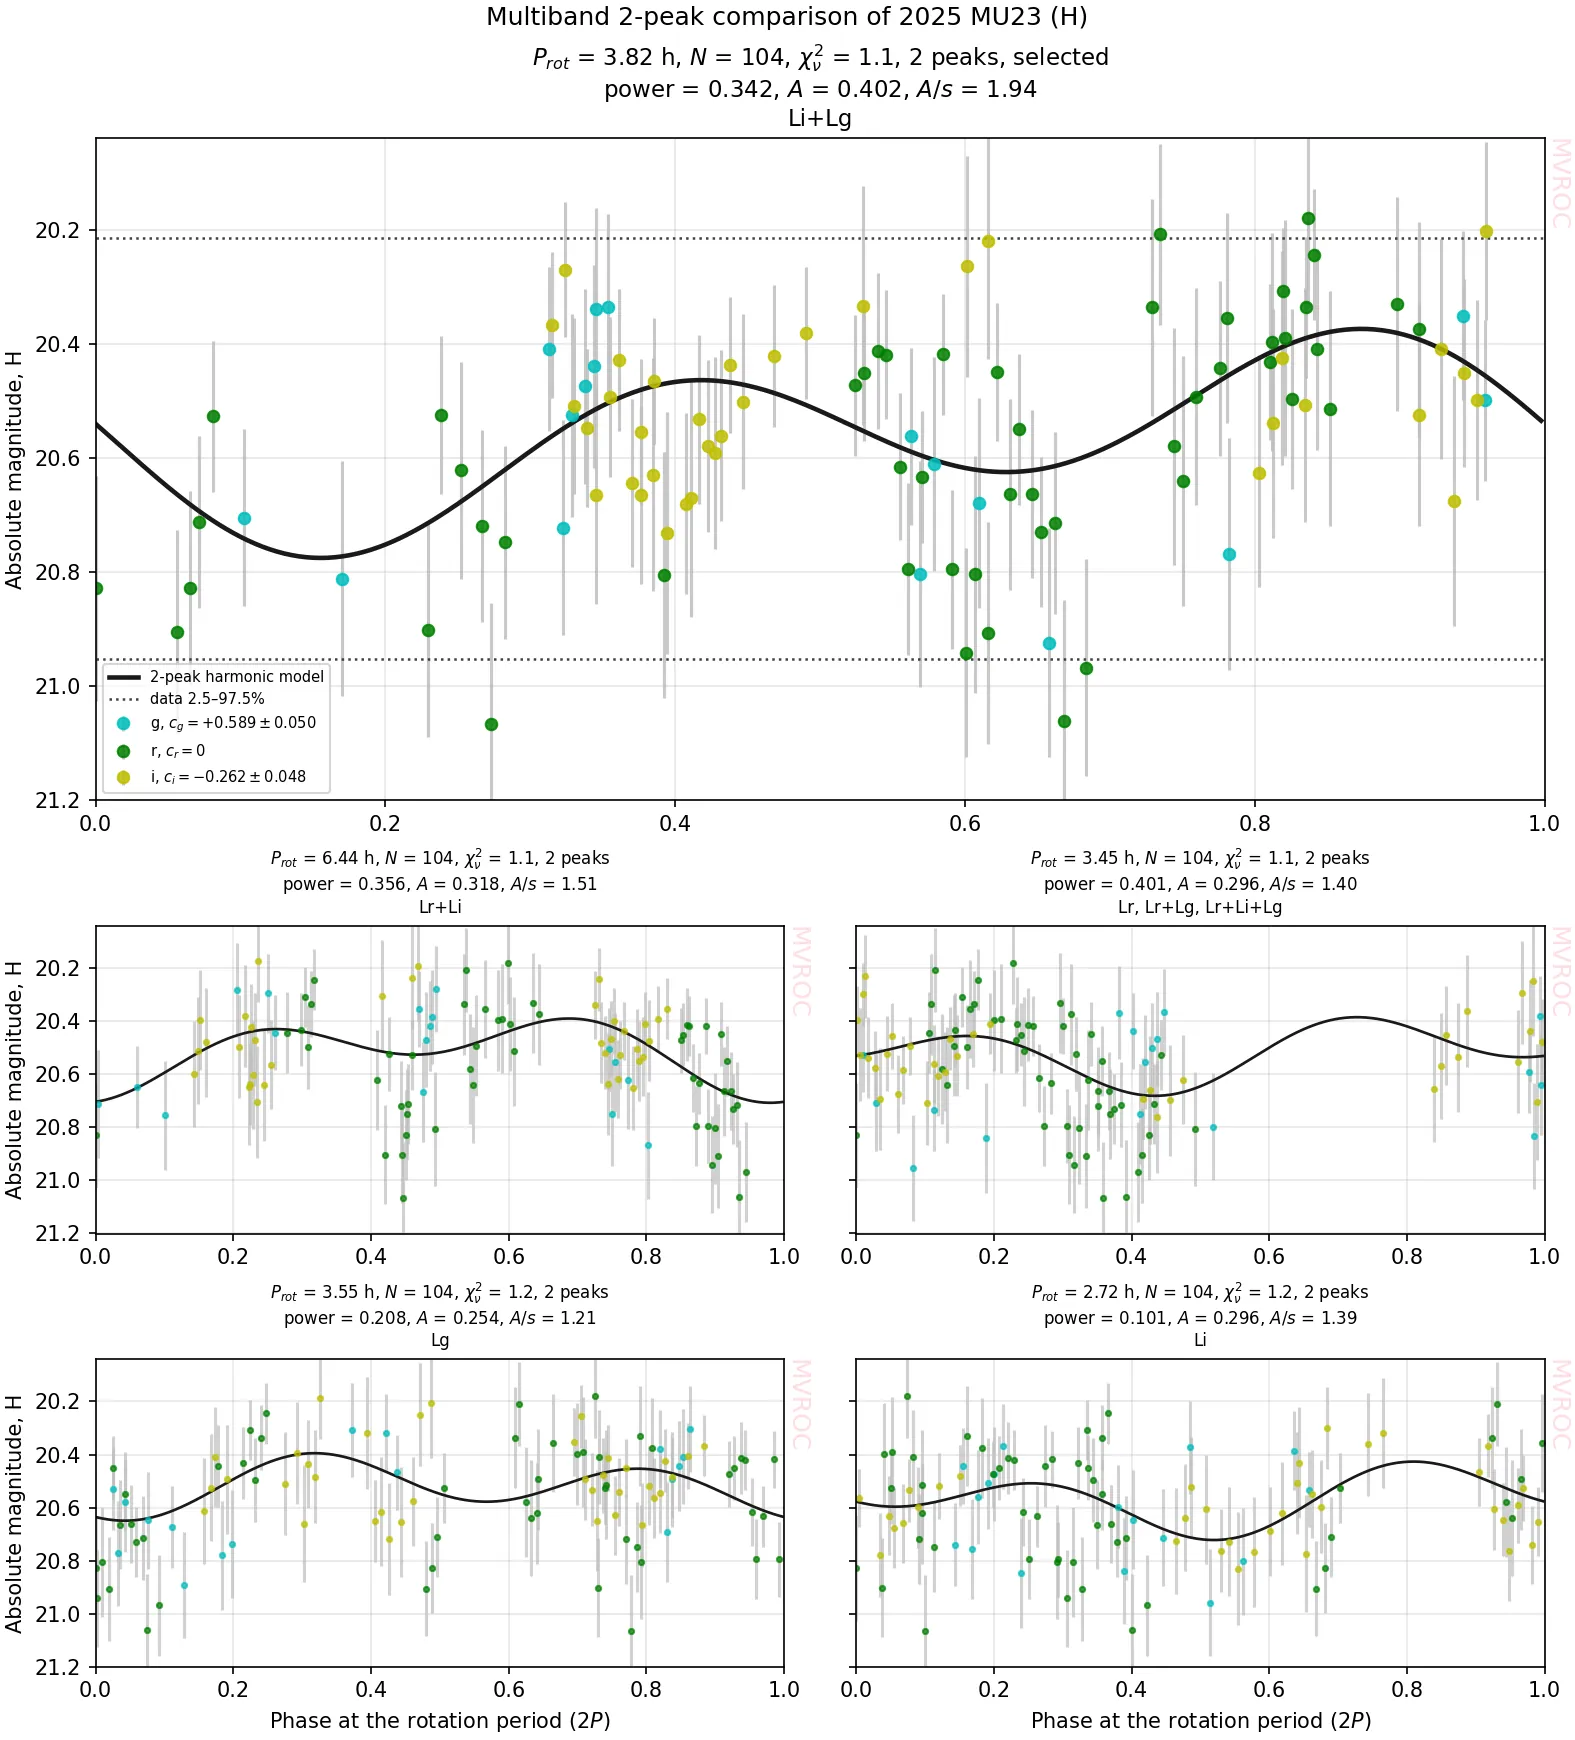 Multiband 2-peak comparison of 2025 MU23 (H)
P_rot = 3.82 h, N = 104, χ²_ν = 1.1, 2 peaks, selected
power = 0.342, A = 0.402, A/s = 1.94
Li+Lg
MVROC
Absolute magnitude, H
20.2
20.4
20.6
20.8
21.0
21.2
2-peak harmonic model
data 2.5–97.5%
g, c_g = +0.589 ± 0.050
r, c_r = 0
i, c_i = −0.262 ± 0.048
0.0 0.2 0.4 0.6 0.8 1.0
P_rot = 6.44 h, N = 104, χ²_ν = 1.1, 2 peaks
power = 0.356, A = 0.318, A/s = 1.51
Lr+Li
MVROC
Absolute magnitude, H
20.2
20.4
20.6
20.8
21.0
21.2
0.0 0.2 0.4 0.6 0.8 1.0
P_rot = 3.45 h, N = 104, χ²_ν = 1.1, 2 peaks
power = 0.401, A = 0.296, A/s = 1.40
Lr, Lr+Lg, Lr+Li+Lg
MVROC
0.0 0.2 0.4 0.6 0.8 1.0
P_rot = 3.55 h, N = 104, χ²_ν = 1.2, 2 peaks
power = 0.208, A = 0.254, A/s = 1.21
Lg
MVROC
Absolute magnitude, H
20.2
20.4
20.6
20.8
21.0
21.2
0.0 0.2 0.4 0.6 0.8 1.0
Phase at the rotation period (2P)
P_rot = 2.72 h, N = 104, χ²_ν = 1.2, 2 peaks
power = 0.101, A = 0.296, A/s = 1.39
Li
MVROC
0.0 0.2 0.4 0.6 0.8 1.0
Phase at the rotation period (2P)